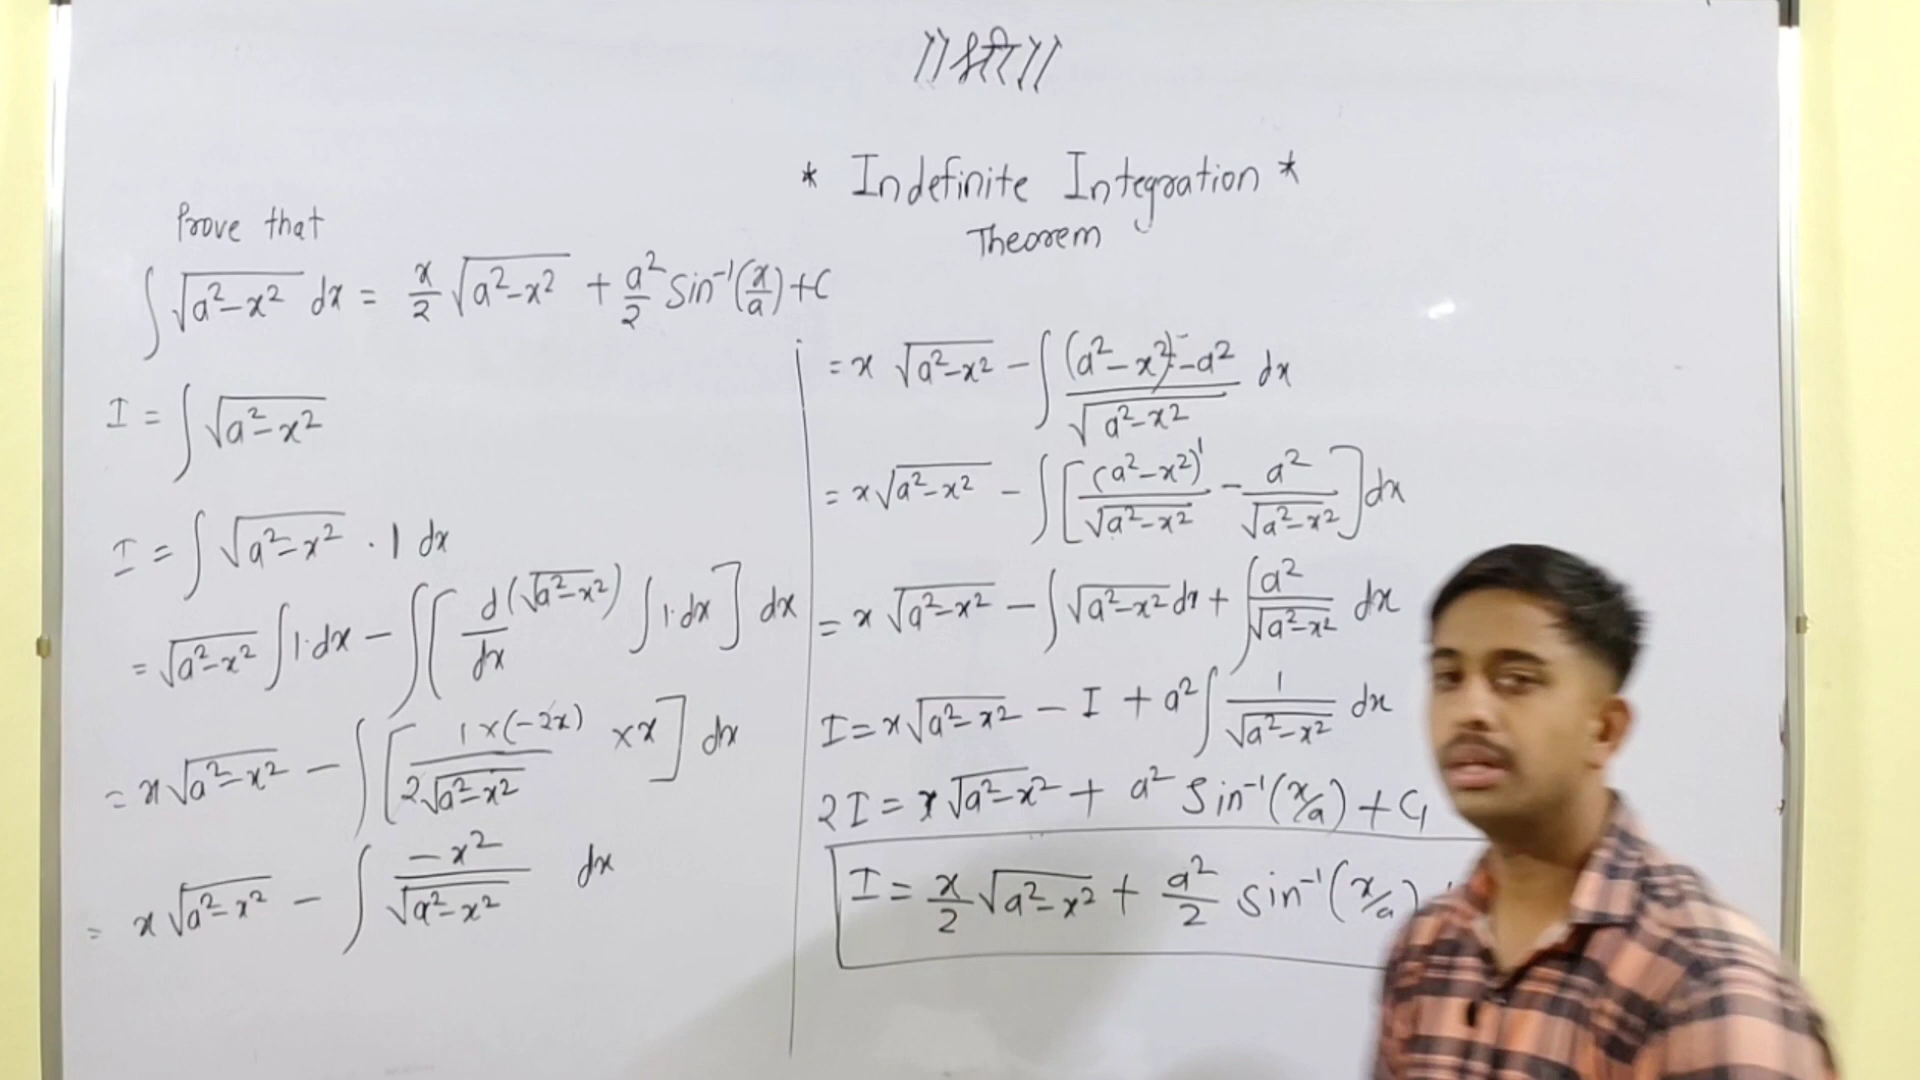 ।।श्री।।
* Indefinite Integration *
Theorem
Prove that
∫ √(a²-x²) dx = x/2 √(a²-x²) + a²/2 Sin⁻¹(x/a) + C
I = ∫ √(a²-x²)
I = ∫ √(a²-x²) . 1 dx
= √(a²-x²) ∫ 1.dx - ∫ [ d/dx (√(a²-x²)) ∫ 1.dx ] dx
= x √(a²-x²) - ∫ [ 1×(-2x) / 2√(a²-x²) × x ] dx
= x √(a²-x²) - ∫ -x² / √(a²-x²) dx
= x √(a²-x²) - ∫ (a²-x²)-a² / √(a²-x²) dx
= x √(a²-x²) - ∫ [ (a²-x²)¹ / √(a²-x²) - a² / √(a²-x²) ] dx
= x √(a²-x²) - ∫ √(a²-x²) dx + ∫ a² / √(a²-x²) dx
I = x √(a²-x²) - I + a² ∫ 1 / √(a²-x²) dx
2I = x √(a²-x²) + a² Sin⁻¹(x/a) + C₁
I = x/2 √(a²-x²) + a²/2 sin⁻¹(x/a)